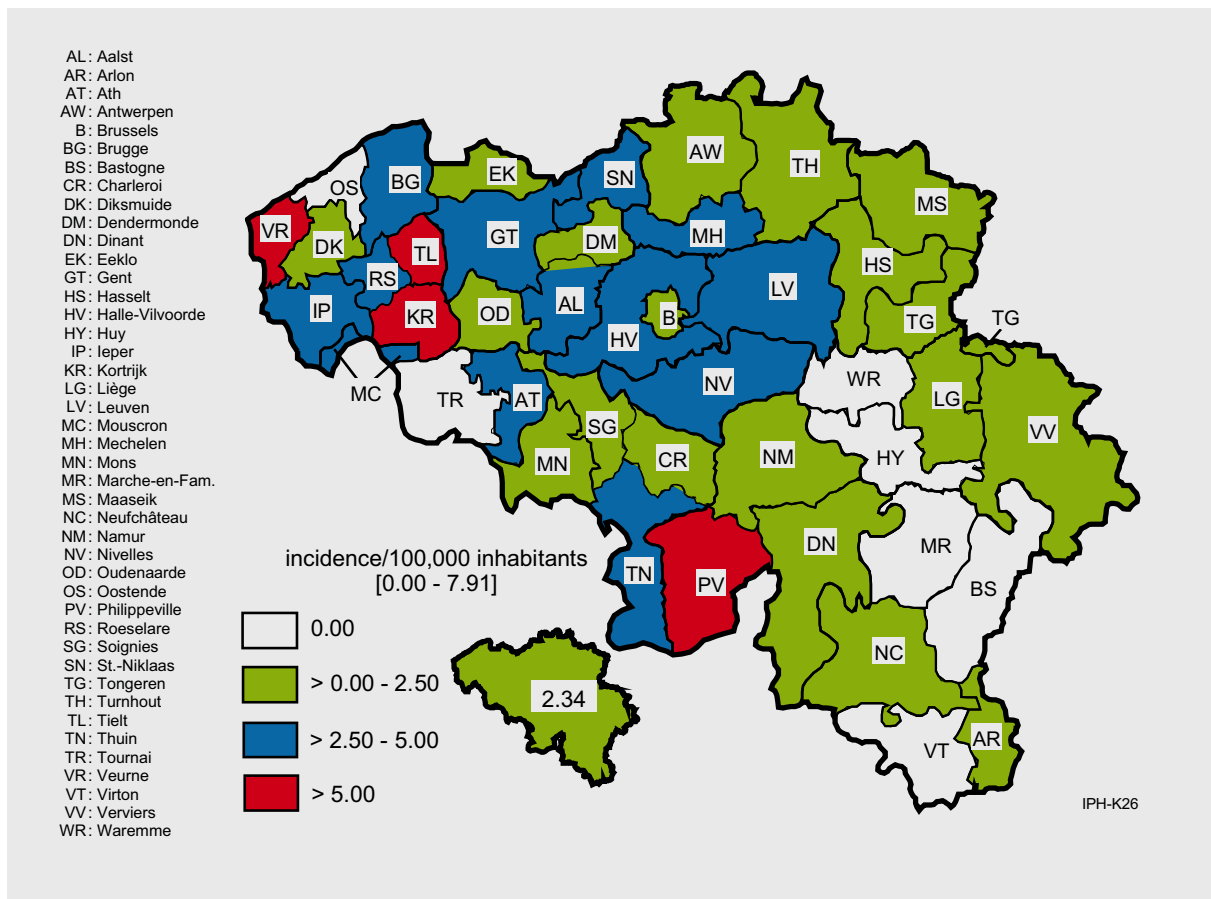 AL: Aalst
AR: Arlon
AT: Ath
AW: Antwerpen
B: Brussels
BG: Brugge
BS: Bastogne
CR: Charleroi
DK: Diksmuide
DM: Dendermonde
DN: Dinant
EK: Eeklo
GT: Gent
HS: Hasselt
HV: Halle-Vilvoorde
HY: Huy
IP: Ieper
KR: Kortrijk
LG: Liège
LV: Leuven
MC: Mouscron
MH: Mechelen
MN: Mons
MR: Marche-en-Fam.
MS: Maaseik
NC: Neufchâteau
NM: Namur
NV: Nivelles
OD: Oudenaarde
OS: Oostende
PV: Philippeville
RS: Roeselare
SG: Soignies
SN: St.-Niklaas
TG: Tongeren
TH: Turnhout
TL: Tielt
TN: Thuin
TR: Tournai
VR: Veurne
VT: Virton
VV: Verviers
WR: Waremme
AW
TH
EK
SN
OS
BG
MS
VR
DK
TL
GT
DM
MH
HS
RS
LV
IP
KR
OD
AL
B
TG
TG
HV
MC
TR
AT
NV
WR
LG
SG
VV
MN
CR
NM
HY
DN
MR
TN
PV
BS
NC
VT
AR
incidence/100,000 inhabitants
[0.00 - 7.91]
0.00
> 0.00 - 2.50
> 2.50 - 5.00
> 5.00
2.34
IPH-K26